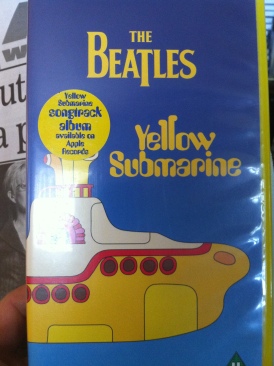 THE
BEATLES
Yellow
Submarine
songtrack
album
available on
Apple
Records
Yellow
Submarine
U